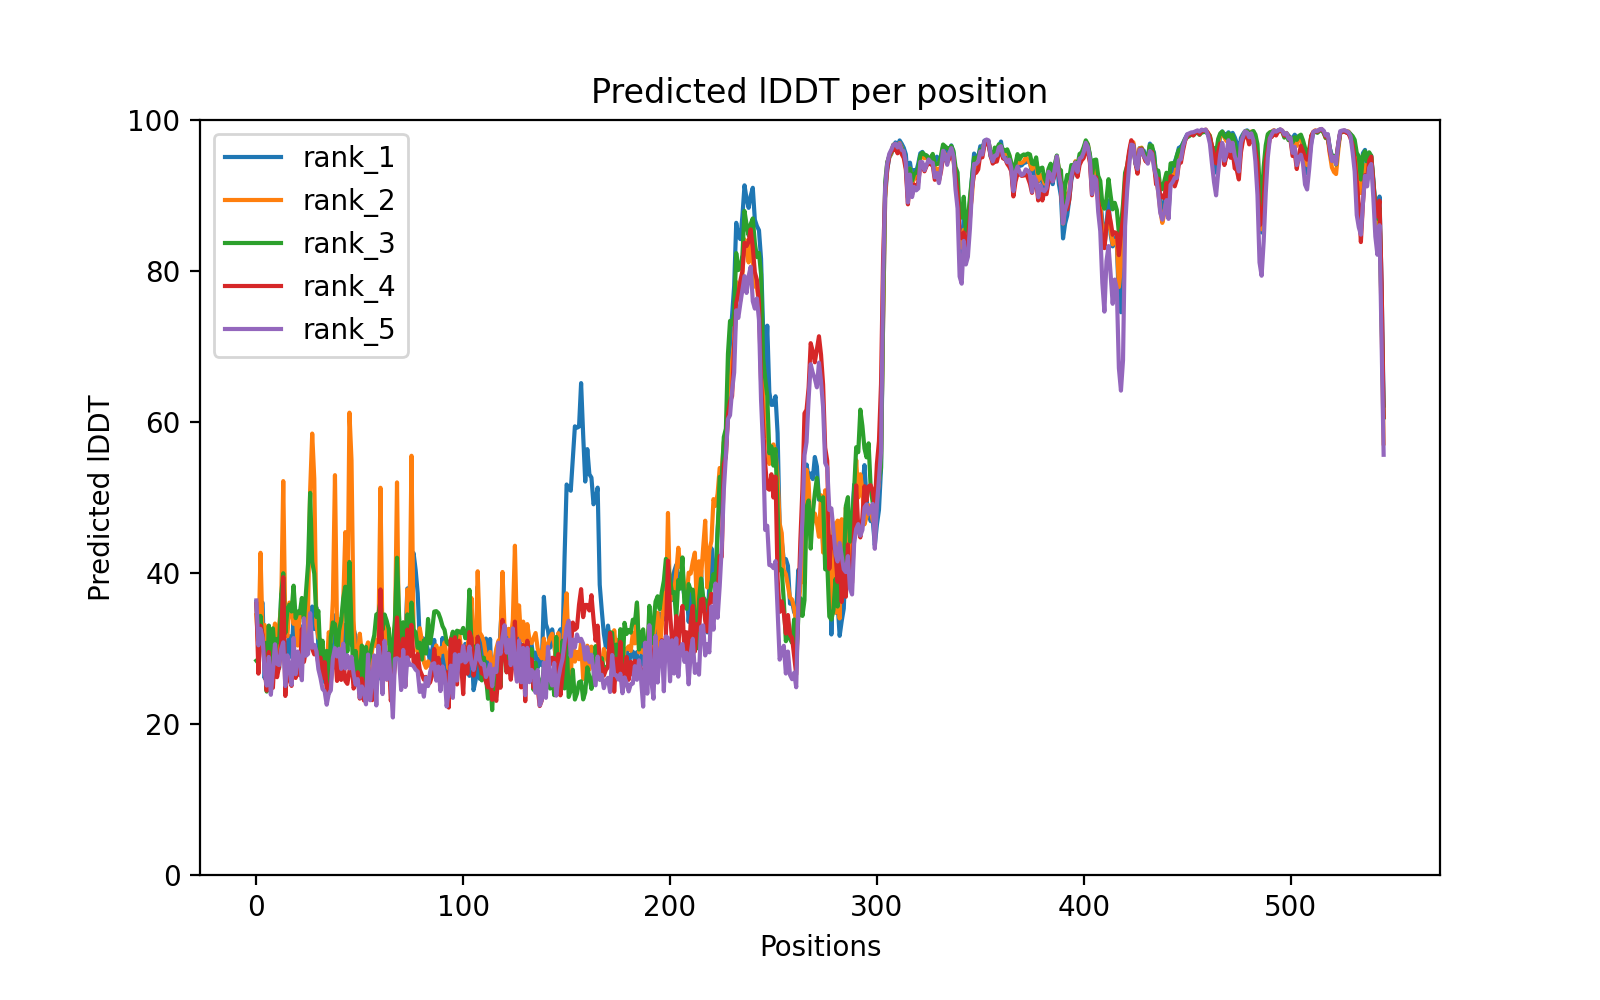 Predicted lDDT per position
100
80
60
40
20
0
Predicted lDDT
rank_1
rank_2
rank_3
rank_4
rank_5
0 100 200 300 400 500
Positions